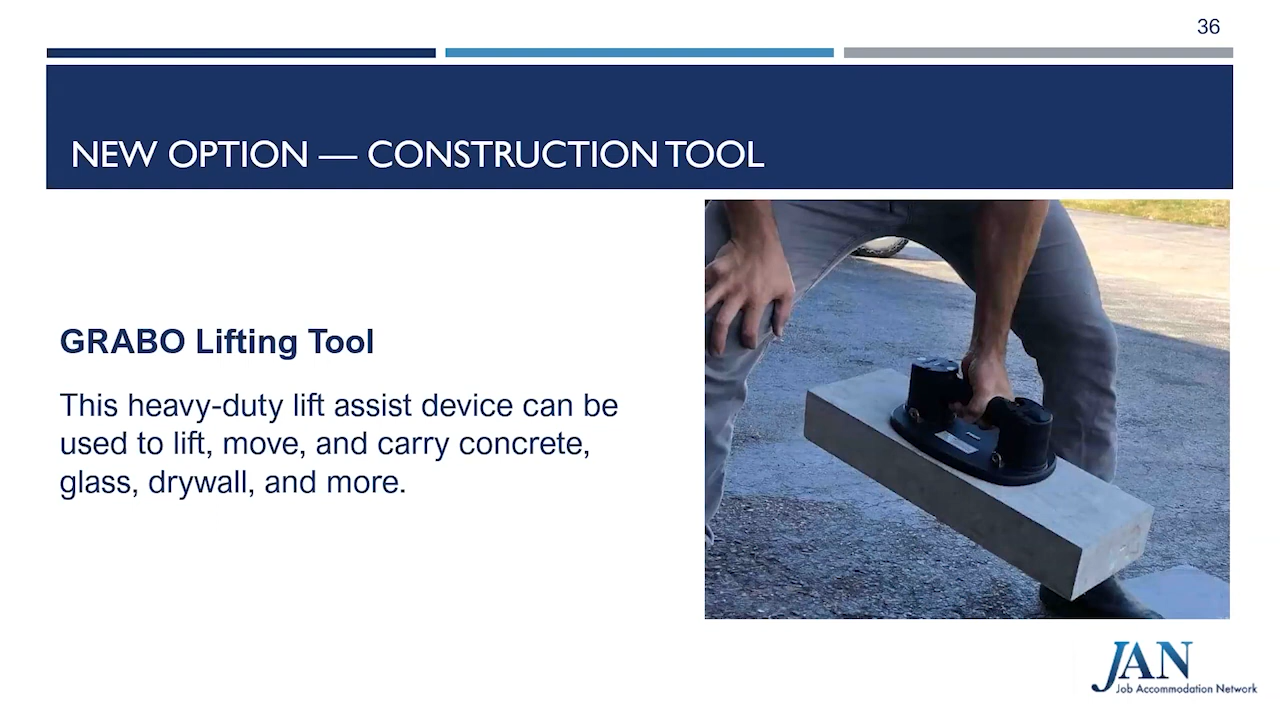 36
NEW OPTION — CONSTRUCTION TOOL
GRABO Lifting Tool
This heavy-duty lift assist device can be
used to lift, move, and carry concrete,
glass, drywall, and more.
JAN
Job Accommodation Network